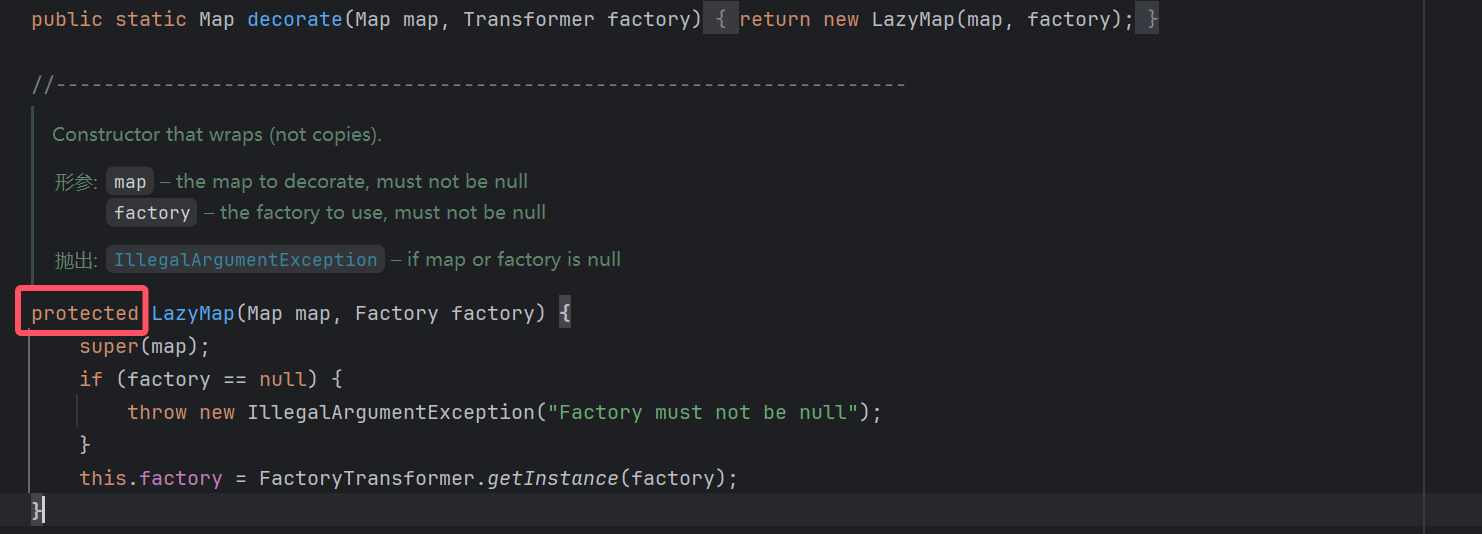 public static Map decorate(Map map, Transformer factory) { return new LazyMap(map, factory); }
//-----------------------------------------------------------------------
Constructor that wraps (not copies).
形参: map – the map to decorate, must not be null
factory – the factory to use, must not be null
抛出: IllegalArgumentException – if map or factory is null
protected LazyMap(Map map, Factory factory) {
super(map);
if (factory == null) {
throw new IllegalArgumentException("Factory must not be null");
}
this.factory = FactoryTransformer.getInstance(factory);
}